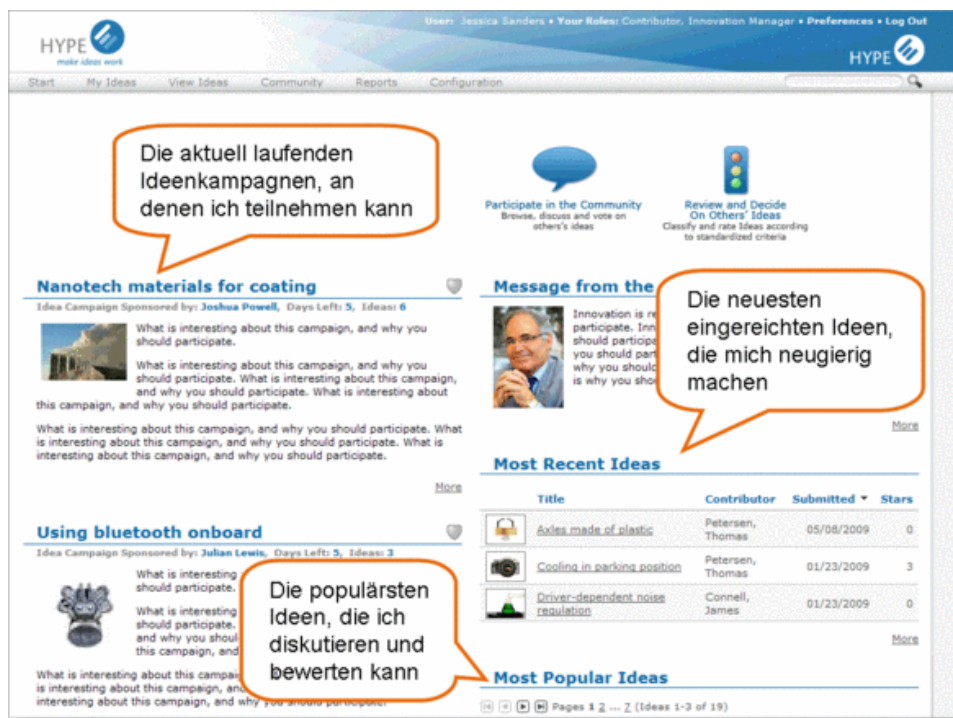 User: Jessica Sanders • Your Roles: Contributor, Innovation Manager • Preferences • Log Out
HYPE
make ideas work
HYPE
Start My Ideas View Ideas Community Reports Configuration
Die aktuell laufenden
Ideenkampagnen, an
denen ich teilnehmen kann
Participate in the Community
Browse, discuss and vote on
others's ideas
Review and Decide
On Others' Ideas
Classify and rate Ideas according
to standardized criteria
Nanotech materials for coating
Idea Campaign Sponsored by: Joshua Powell, Days Left: 5, Ideas: 6
What is interesting about this campaign, and why you
should participate.
What is interesting about this campaign, and why you
should participate. What is interesting about this campaign,
and why you should participate. What is interesting about
this campaign, and why you should participate.
What is interesting about this campaign, and why you should participate. What
is interesting about this campaign, and why you should participate. What is
interesting about this campaign, and why you should participate.
More
Message from the
Innovation is
participate.
should
you should
why you should
is why you
Die neuesten
eingereichten Ideen,
die mich neugierig
machen
More
Most Recent Ideas
Title Contributor Submitted Stars
Axles made of plastic Petersen, Thomas 05/08/2009 0
Cooling in parking position Petersen, Thomas 01/23/2009 3
Driver-dependent noise regulation Connell, James 01/23/2009 0
More
Using bluetooth onboard
Idea Campaign Sponsored by: Julian Lewis, Days Left: 5, Ideas: 3
What is interesting
should participate.
What is interesting
should participate.
and why you
this campaign, and
What is interesting about this
is interesting about this campaign, and
interesting about this campaign, and why you should participate.
Die populärsten
Ideen, die ich
diskutieren und
bewerten kann
Most Popular Ideas
Pages 1 2 ... 7 (Ideas 1-3 of 19)